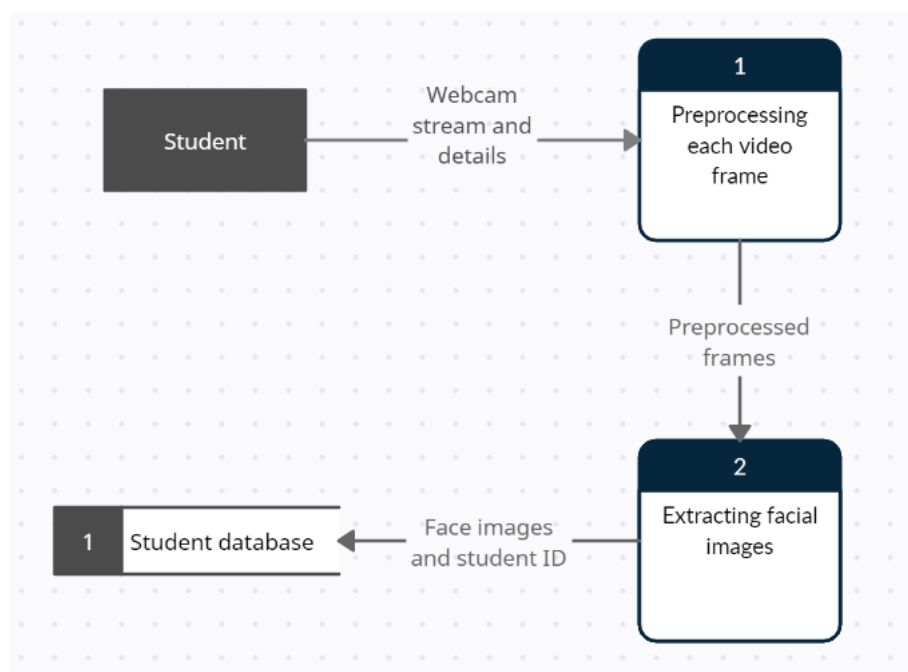 1
Webcam
stream and
details
Student
Preprocessing
each video
frame
Preprocessed
frames
2
Extracting facial
images
1
Student database
Face images
and student ID